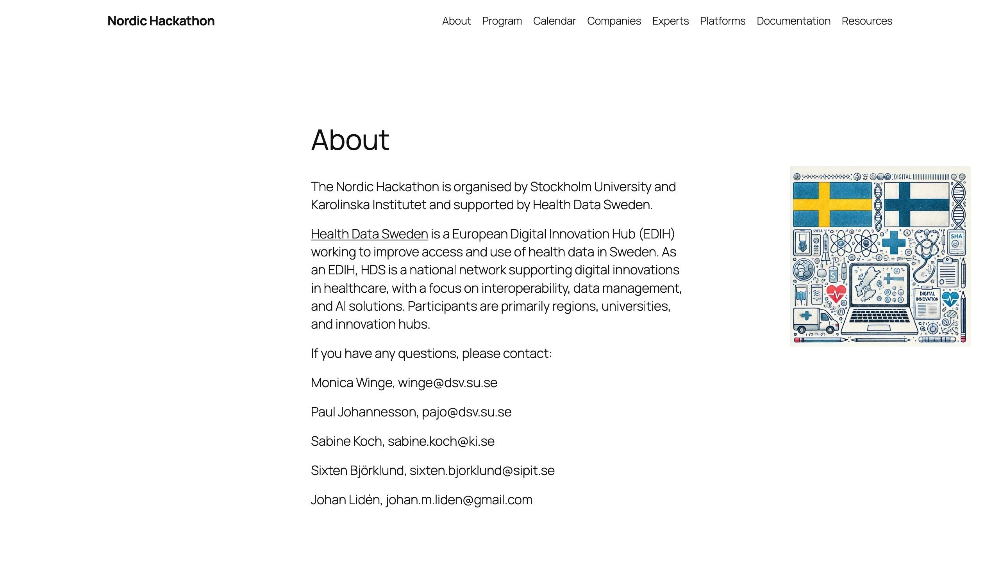 Nordic Hackathon
About Program Calendar Companies Experts Platforms Documentation Resources
About
The Nordic Hackathon is organised by Stockholm University and
Karolinska Institutet and supported by Health Data Sweden.
Health Data Sweden is a European Digital Innovation Hub (EDIH)
working to improve access and use of health data in Sweden. As
an EDIH, HDS is a national network supporting digital innovations
in healthcare, with a focus on interoperability, data management,
and AI solutions. Participants are primarily regions, universities,
and innovation hubs.
If you have any questions, please contact:
Monica Winge, winge@dsv.su.se
Paul Johannesson, pajo@dsv.su.se
Sabine Koch, sabine.koch@ki.se
Sixten Björklund, sixten.bjorklund@sipit.se
Johan Lidén, johan.m.liden@gmail.com
DIGITAL
SHA
S
DIGITAL
INNOVATION